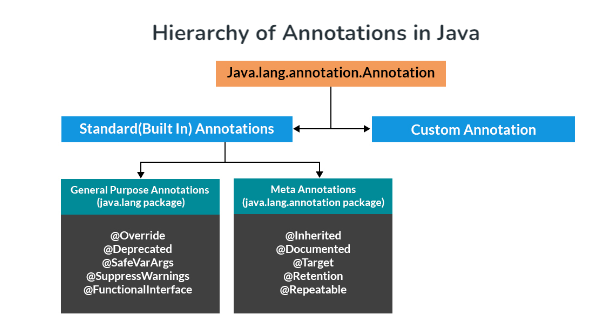 Hierarchy of Annotations in Java
Java.lang.annotation.Annotation
Standard(Built In) Annotations
Custom Annotation
General Purpose Annotations
(java.lang package)
@Override
@Deprecated
@SafeVarArgs
@SuppressWarnings
@FunctionalInterface
Meta Annotations
(java.lang.annotation package)
@Inherited
@Documented
@Target
@Retention
@Repeatable